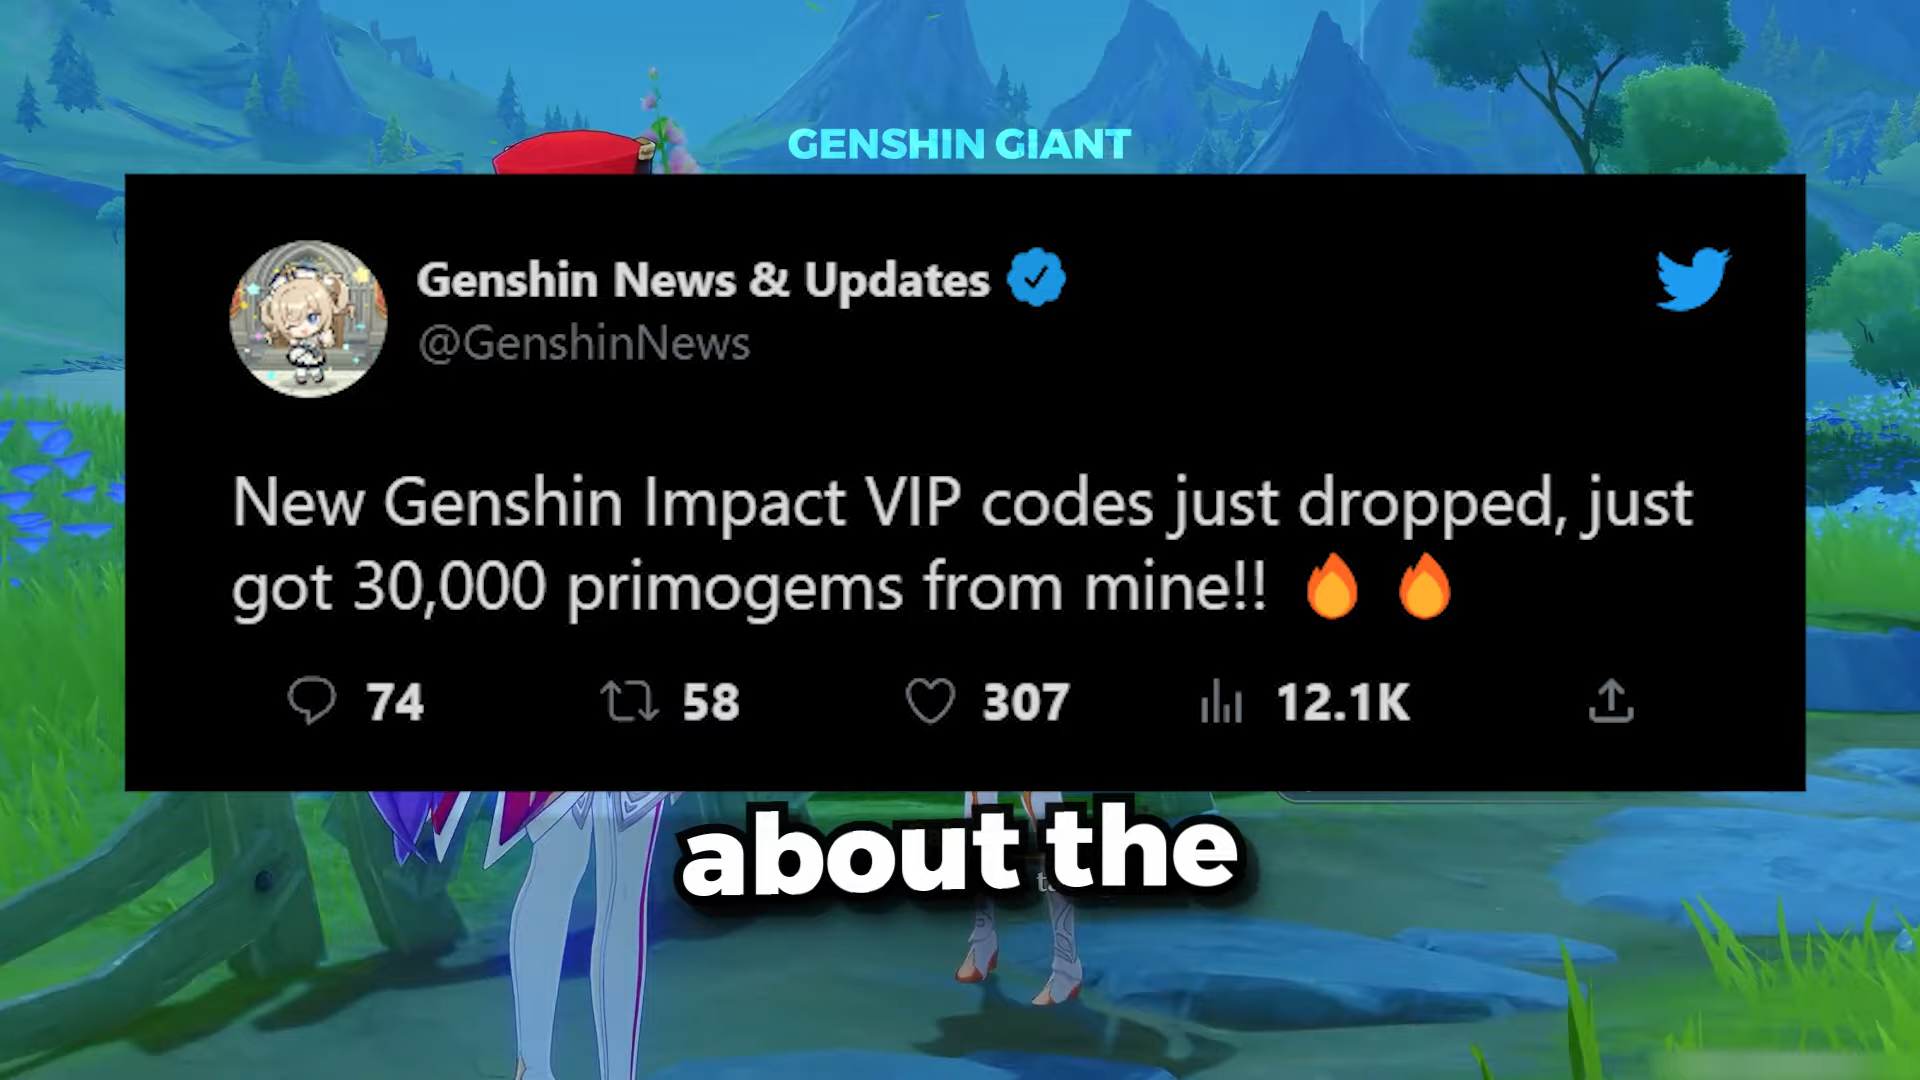 GENSHIN GIANT
Genshin News & Updates
@GenshinNews
New Genshin Impact VIP codes just dropped, just
got 30,000 primogems from mine!! 🔥 🔥
74 58 307 12.1K
about the